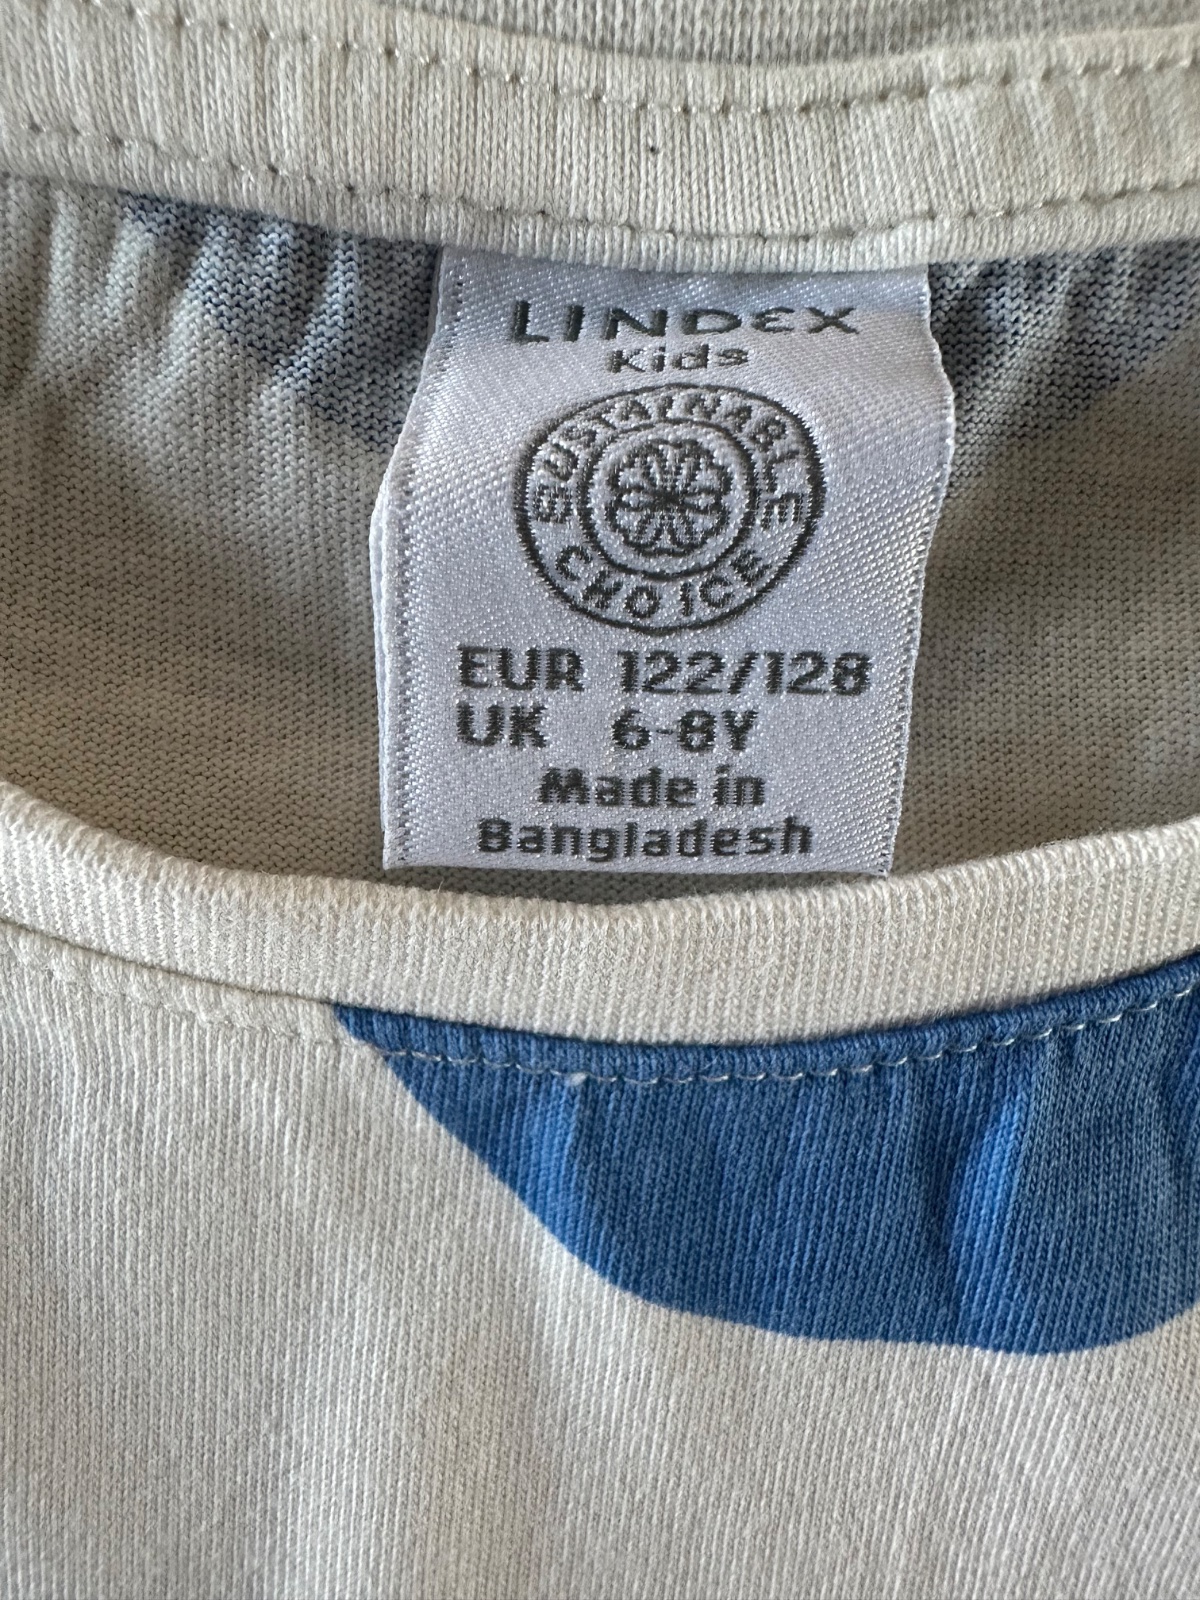 LINDEX
Kids
SUSTAINABLE
CHOICE
EUR 122/128
UK 6-8Y
Made in
Bangladesh